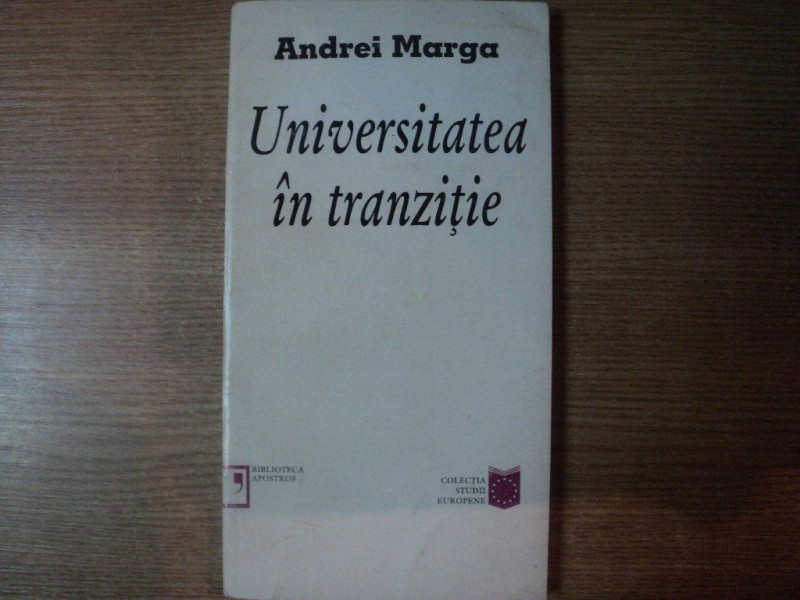 Andrei Marga
Universitatea
în tranziție
BIBLIOTECA
APOSTROF
COLECȚIA
STUDII
EUROPENE